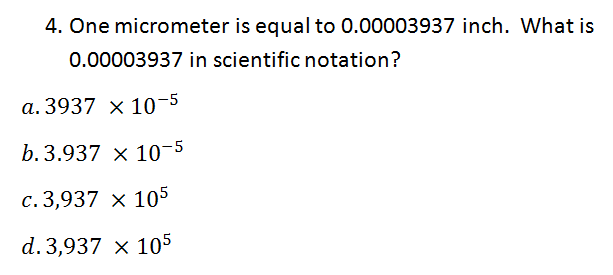 4. One micrometer is equal to 0.00003937 inch. What is
0.00003937 in scientific notation?
a. 3937 × 10⁻⁵
b. 3.937 × 10⁻⁵
c. 3,937 × 10⁵
d. 3,937 × 10⁵